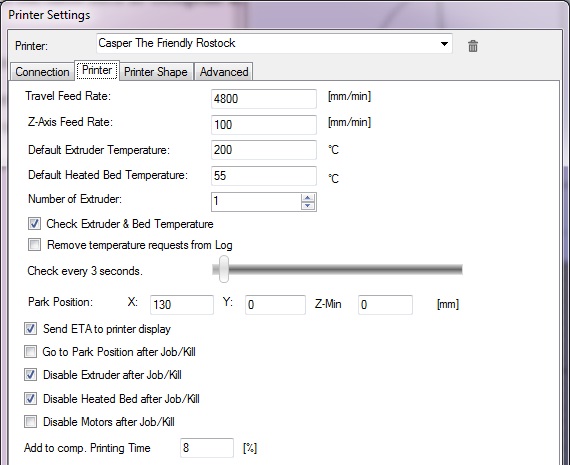 Printer Settings
Printer: Casper The Friendly Rostock
Connection Printer Printer Shape Advanced
Travel Feed Rate: 4800 [mm/min]
Z-Axis Feed Rate: 100 [mm/min]
Default Extruder Temperature: 200 °C
Default Heated Bed Temperature: 55 °C
Number of Extruder: 1
Check Extruder & Bed Temperature
Remove temperature requests from Log
Check every 3 seconds.
Park Position: X: 130 Y: 0 Z-Min 0 [mm]
Send ETA to printer display
Go to Park Position after Job/Kill
Disable Extruder after Job/Kill
Disable Heated Bed after Job/Kill
Disable Motors after Job/Kill
Add to comp. Printing Time 8 [%]